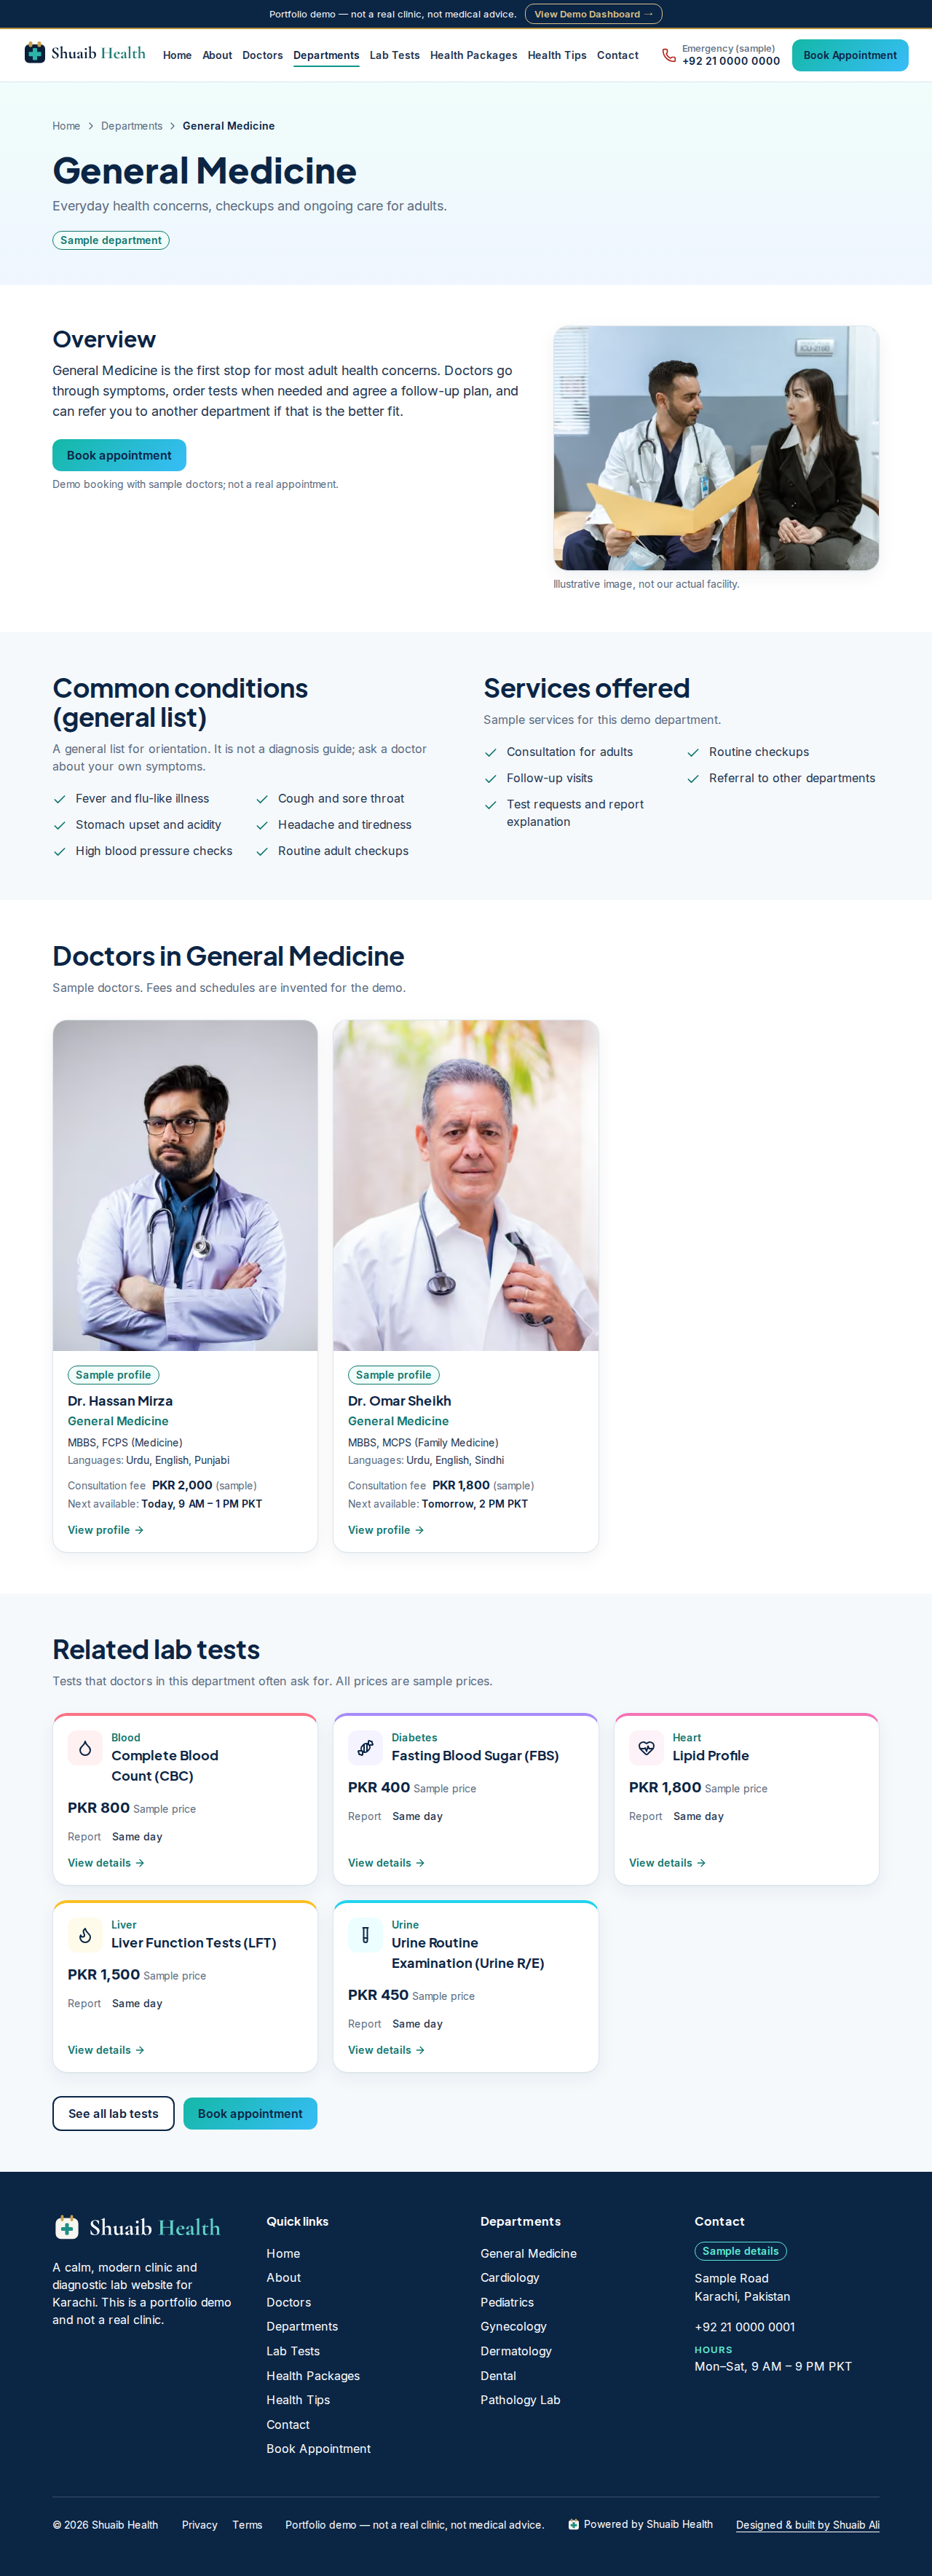 Portfolio demo — not a real clinic, not medical advice. View Demo Dashboard →
Shuaib Health
Home About Doctors Departments Lab Tests Health Packages Health Tips Contact
Emergency (sample)
+92 21 0000 0000
Book Appointment
Home > Departments > General Medicine
General Medicine
Everyday health concerns, checkups and ongoing care for adults.
Sample department
Overview
General Medicine is the first stop for most adult health concerns. Doctors go
through symptoms, order tests when needed and agree a follow-up plan, and
can refer you to another department if that is the better fit.
Book appointment
Demo booking with sample doctors; not a real appointment.
Illustrative image, not our actual facility.
Common conditions
(general list)
A general list for orientation. It is not a diagnosis guide; ask a doctor
about your own symptoms.
Fever and flu-like illness
Cough and sore throat
Stomach upset and acidity
Headache and tiredness
High blood pressure checks
Routine adult checkups
Services offered
Sample services for this demo department.
Consultation for adults
Routine checkups
Follow-up visits
Referral to other departments
Test requests and report
explanation
Doctors in General Medicine
Sample doctors. Fees and schedules are invented for the demo.
Sample profile
Dr. Hassan Mirza
General Medicine
MBBS, FCPS (Medicine)
Languages: Urdu, English, Punjabi
Consultation fee PKR 2,000 (sample)
Next available: Today, 9 AM – 1 PM PKT
View profile →
Sample profile
Dr. Omar Sheikh
General Medicine
MBBS, MCPS (Family Medicine)
Languages: Urdu, English, Sindhi
Consultation fee PKR 1,800 (sample)
Next available: Tomorrow, 2 PM PKT
View profile →
Related lab tests
Tests that doctors in this department often ask for. All prices are sample prices.
Blood
Complete Blood
Count (CBC)
PKR 800 Sample price
Report Same day
View details →
Diabetes
Fasting Blood Sugar (FBS)
PKR 400 Sample price
Report Same day
View details →
Heart
Lipid Profile
PKR 1,800 Sample price
Report Same day
View details →
Liver
Liver Function Tests (LFT)
PKR 1,500 Sample price
Report Same day
View details →
Urine
Urine Routine
Examination (Urine R/E)
PKR 450 Sample price
Report Same day
View details →
See all lab tests
Book appointment
Shuaib Health
A calm, modern clinic and
diagnostic lab website for
Karachi. This is a portfolio demo
and not a real clinic.
Quick links
Home
About
Doctors
Departments
Lab Tests
Health Packages
Health Tips
Contact
Book Appointment
Departments
General Medicine
Cardiology
Pediatrics
Gynecology
Dermatology
Dental
Pathology Lab
Contact
Sample details
Sample Road
Karachi, Pakistan
+92 21 0000 0001
HOURS
Mon–Sat, 9 AM – 9 PM PKT
© 2026 Shuaib Health Privacy Terms Portfolio demo — not a real clinic, not medical advice. Powered by Shuaib Health Designed & built by Shuaib Ali